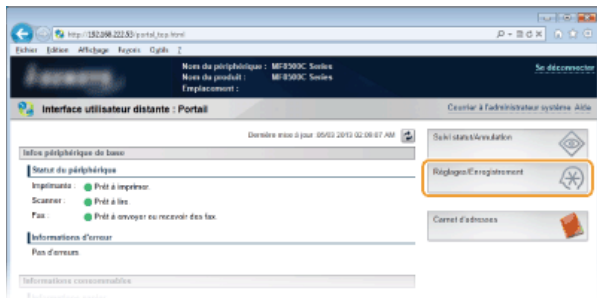 http://192.168.222.53/portal_top.html
Fichier Edition Affichage Favoris Outils ?
Nom du périphérique : MF8500C Series
Nom du produit : MF8500C Series
Emplacement :
Se déconnecter
Interface utilisateur distante : Portail
Courrier à l'administrateur système Aide
Dernière mise à jour :05/03 2013 02:09:07 AM
Infos périphérique de base
Statut du périphérique
Imprimante : Prêt à imprimer.
Scanner : Prêt à lire.
Fax : Prêt à envoyer ou recevoir des fax.
Informations d'erreur
Pas d'erreurs.
Informations consommables
Suivi statut/Annulation
Réglages/Enregistrement
Carnet d'adresses